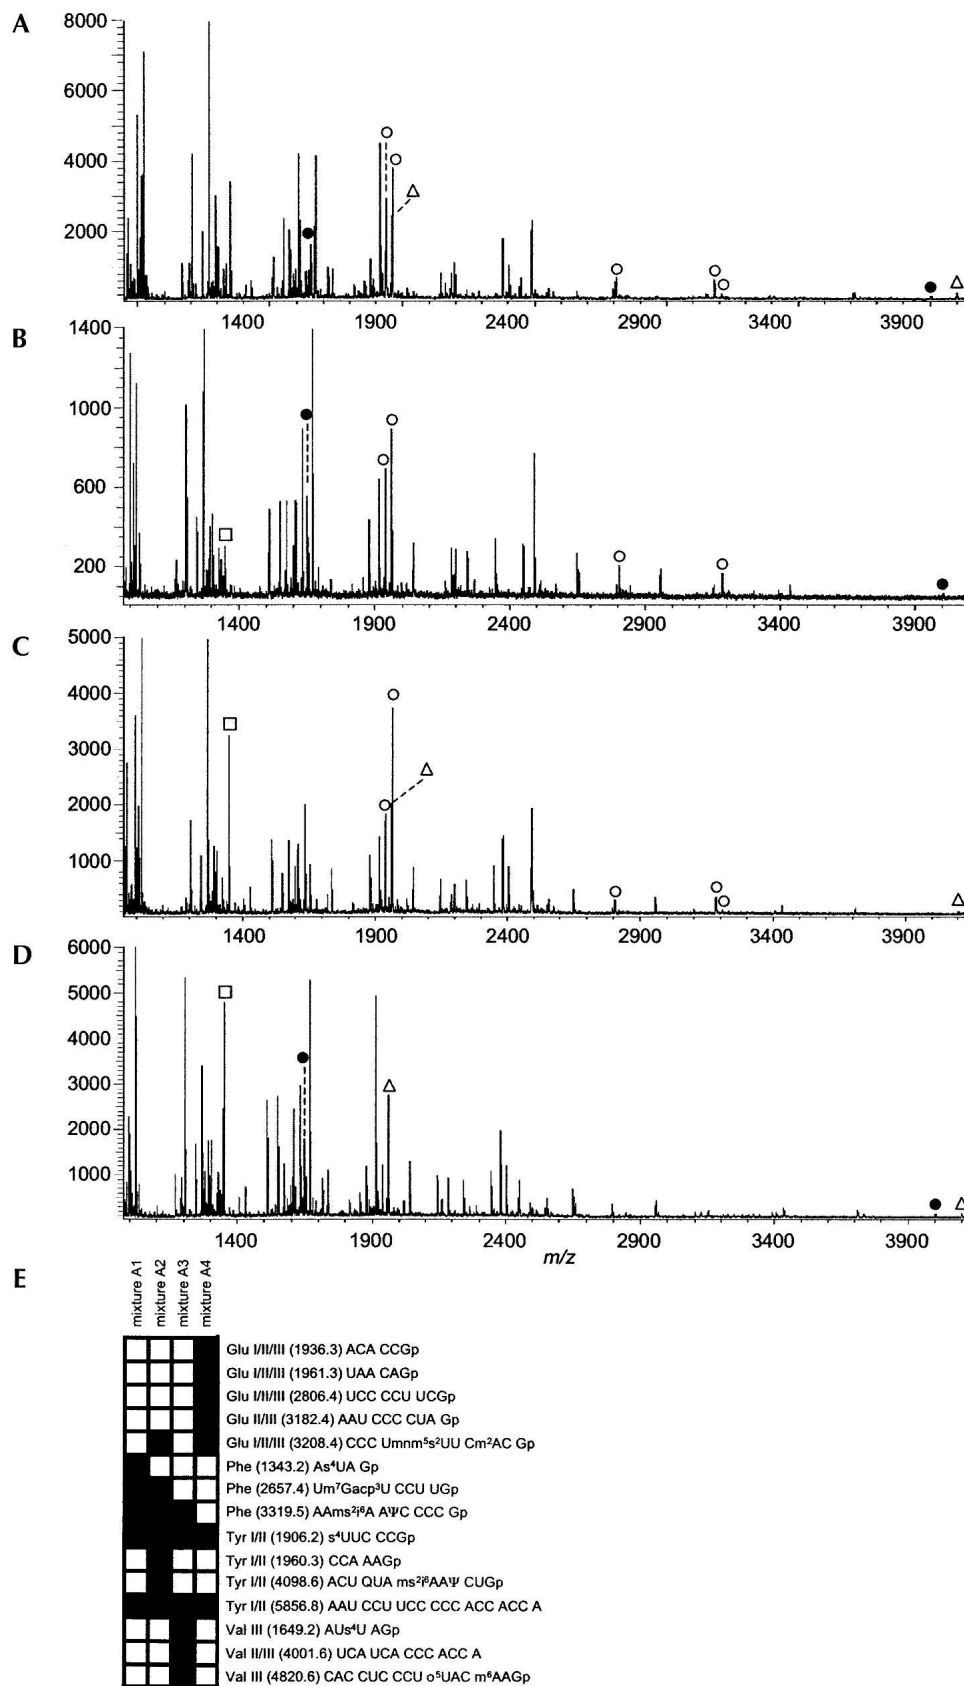 A
8000
6000
4000
2000
1400 1900 2400 2900 3400 3900
B
1400
1000
600
200
1400 1900 2400 2900 3400 3900
C
5000
4000
3000
2000
1000
1400 1900 2400 2900 3400 3900
D
6000
5000
4000
3000
2000
1000
1400 1900 2400 2900 3400 3900
m/z
E
mixture A1
mixture A2
mixture A3
mixture A4
Glu I/II/III (1936.3) ACA CCGp
Glu I/II/III (1961.3) UAA CAGp
Glu I/II/III (2806.4) UCC CCU UCGp
Glu II/III (3182.4) AAU CCC CUA Gp
Glu I/II/III (3208.4) CCC Umnm⁵s²UU Cm²AC Gp
Phe (1343.2) As⁴UA Gp
Phe (2657.4) Um⁷Gacp³U CCU UGp
Phe (3319.5) AAms²i⁶A AΨC CCC Gp
Tyr I/II (1906.2) s⁴UUC CCGp
Tyr I/II (1960.3) CCA AAGp
Tyr I/II (4098.6) ACU QUA ms²i⁶AAΨ CUGp
Tyr I/II (5856.8) AAU CCU UCC CCC ACC ACC A
Val III (1649.2) AUs⁴U AGp
Val II/III (4001.6) UCA UCA CCC ACC A
Val III (4820.6) CAC CUC CCU o⁵UAC m⁶AAGp